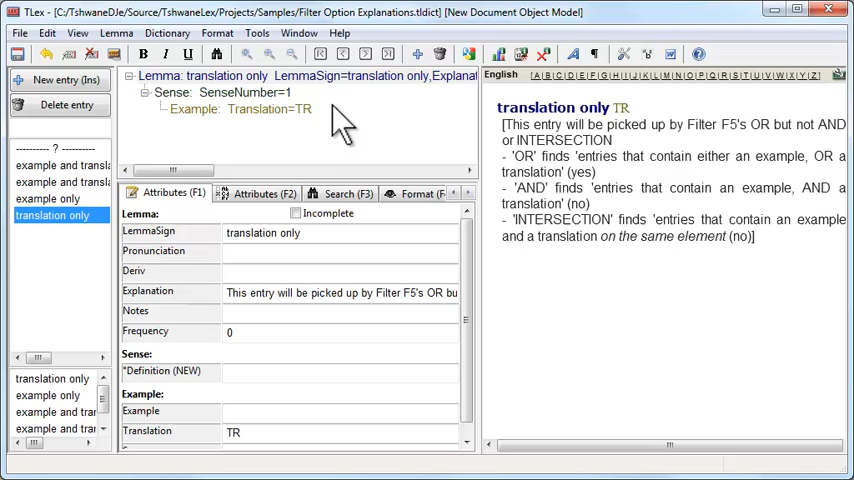 TLex - [C:/TshwaneDJe/Source/TshwaneLex/Projects/Samples/Filter Option Explanations.tldict] [New Document Object Model]
File Edit View Lemma Dictionary Format Tools Window Help
B I U
New entry (Ins)
Delete entry
---------- ? ----------
example and transla
example and transla
example only
translation only
translation only
example only
example and tran
example and tran
Lemma: translation only LemmaSign=translation only,Explanat
Sense: SenseNumber=1
Example: Translation=TR
Attributes (F1) Attributes (F2) Search (F3) Format (F4
Lemma: Incomplete
LemmaSign translation only
Pronunciation
Deriv
Explanation This entry will be picked up by Filter F5's OR bu
Notes
Frequency 0
Sense:
*Definition (NEW)
Example:
Example
Translation TR
English A B C D E F G H I J K L M N O P Q R S T U V W X Y Z
translation only TR
[This entry will be picked up by Filter F5's OR but not AND
or INTERSECTION
- 'OR' finds 'entries that contain either an example, OR a
translation' (yes)
- 'AND' finds 'entries that contain an example, AND a
translation' (no)
- 'INTERSECTION' finds 'entries that contain an example
and a translation on the same element (no)]